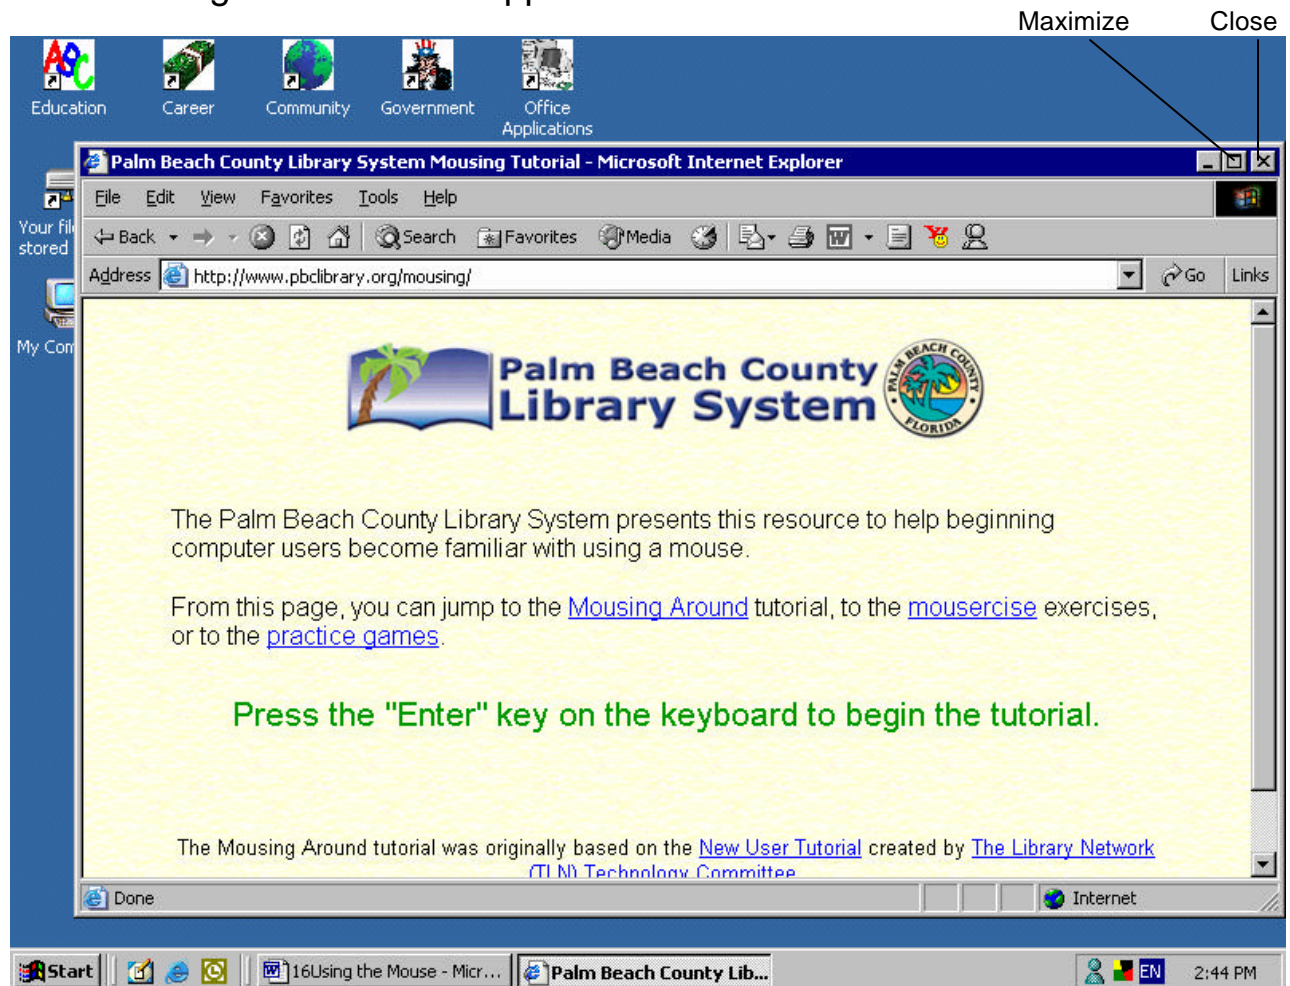 Maximize Close
Education Career Community Government Office
Applications
Palm Beach County Library System Mousing Tutorial - Microsoft Internet Explorer
File Edit View Favorites Tools Help
Your
stored
Back Search Favorites Media
Address http://www.pbclibrary.org/mousing/ Go Links
My
Palm Beach County
Library System
PALM BEACH COUNTY
FLORIDA
The Palm Beach County Library System presents this resource to help beginning
computer users become familiar with using a mouse.
From this page, you can jump to the Mousing Around tutorial, to the mousercise exercises,
or to the practice games.
Press the "Enter" key on the keyboard to begin the tutorial.
The Mousing Around tutorial was originally based on the New User Tutorial created by The Library Network
(TLN) Technology Committee
Done Internet
Start 16Using the Mouse - Micr... Palm Beach County Lib... EN 2:44 PM